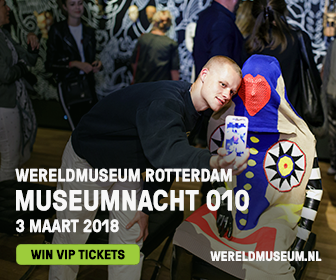 WERELDMUSEUM ROTTERDAM
MUSEUMNACHT 010
3 MAART 2018
WIN VIP TICKETS
WERELDMUSEUM.NL